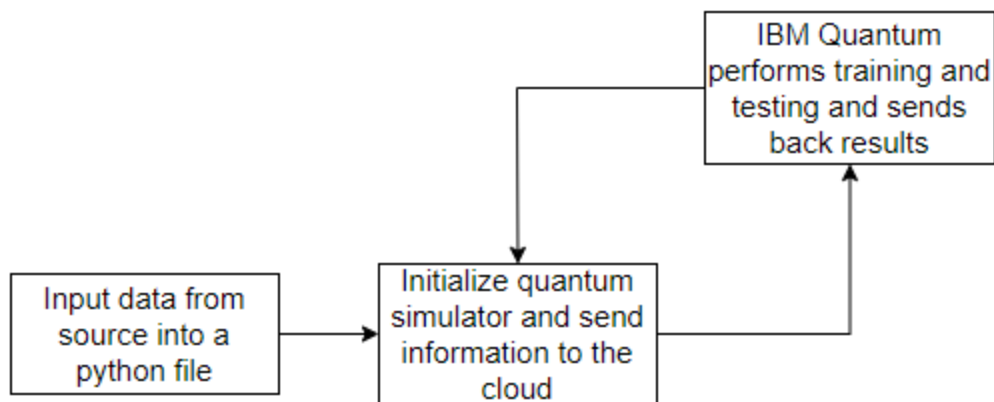 IBM Quantum
performs training and
testing and sends
back results
Input data from
source into a
python file
Initialize quantum
simulator and send
information to the
cloud